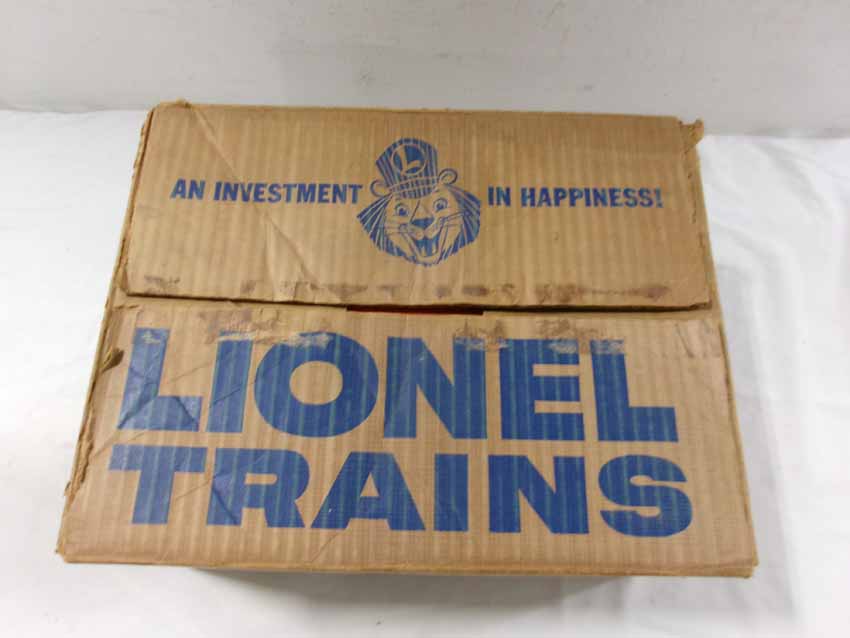 AN INVESTMENT IN HAPPINESS!
L
LIONEL
TRAINS